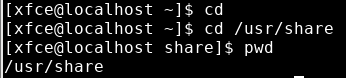 [xfce@localhost ~]$ cd
[xfce@localhost ~]$ cd /usr/share
[xfce@localhost share]$ pwd
/usr/share